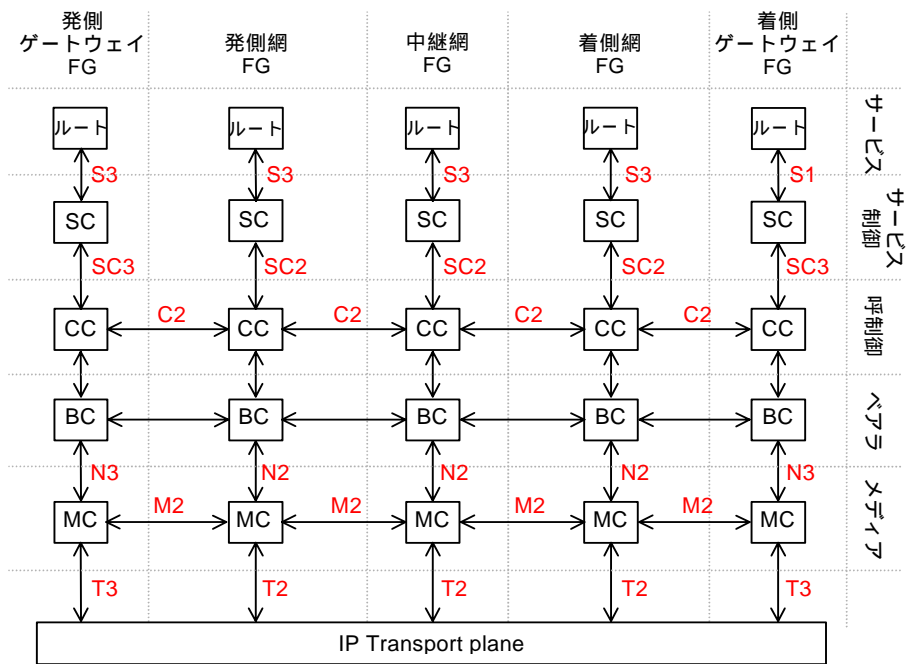 発側
ゲートウェイ
FG
発側網
FG
中継網
FG
着側網
FG
着側
ゲートウェイ
FG
ルート
ルート
ルート
ルート
ルート
サービス
S3
S3
S3
S3
S1
SC
SC
SC
SC
SC
サービス
制御
SC3
SC2
SC2
SC2
SC3
CC
C2
CC
C2
CC
C2
CC
C2
CC
呼制御
BC
BC
BC
BC
BC
ベアラ
N3
N2
N2
N2
N3
MC
M2
MC
M2
MC
M2
MC
M2
MC
メディア
T3
T2
T2
T2
T3
IP Transport plane